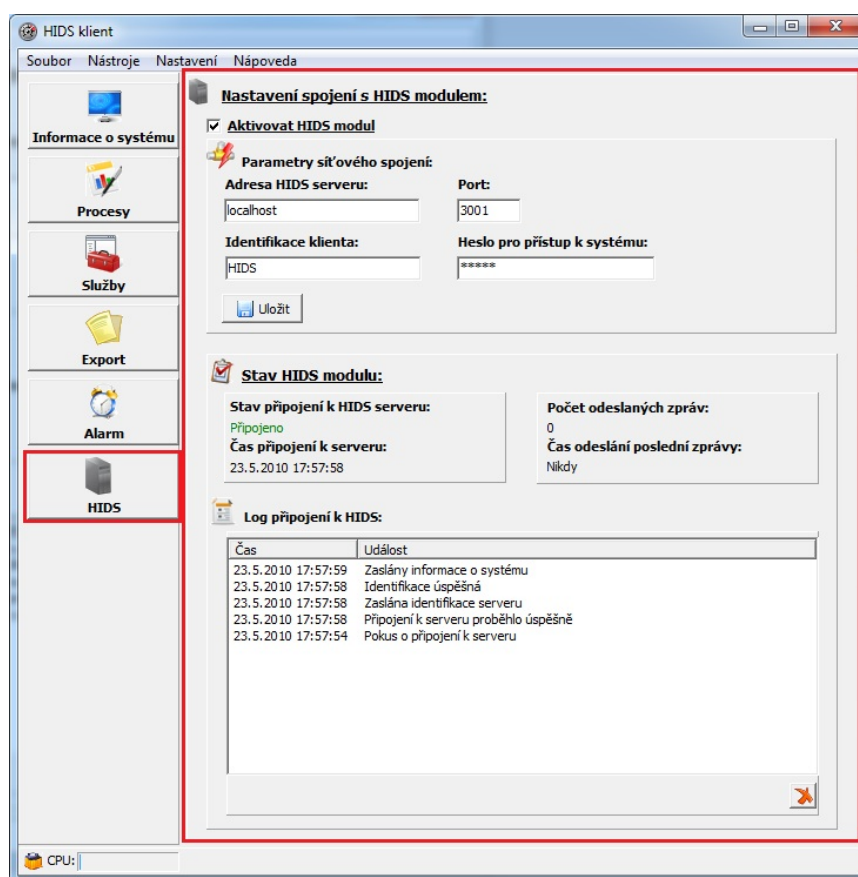 HIDS klient
Soubor Nástroje Nastavení Nápoveda
Informace o systému
Procesy
Služby
Export
Alarm
HIDS
Nastavení spojení s HIDS modulem:
Aktivovat HIDS modul
Parametry síťového spojení:
Adresa HIDS serveru: Port:
localhost 3001
Identifikace klienta: Heslo pro přístup k systému:
HIDS *****
Uložit
Stav HIDS modulu:
Stav připojení k HIDS serveru:
Připojeno
Čas připojení k serveru:
23.5.2010 17:57:58
Počet odeslaných zpráv:
0
Čas odeslání poslední zprávy:
Nikdy
Log připojení k HIDS:
Čas Událost
23.5.2010 17:57:59 Zaslány informace o systému
23.5.2010 17:57:58 Identifikace úspěšná
23.5.2010 17:57:58 Zaslána identifikace serveru
23.5.2010 17:57:58 Připojení k serveru proběhlo úspěšně
23.5.2010 17:57:54 Pokus o připojení k serveru
CPU: